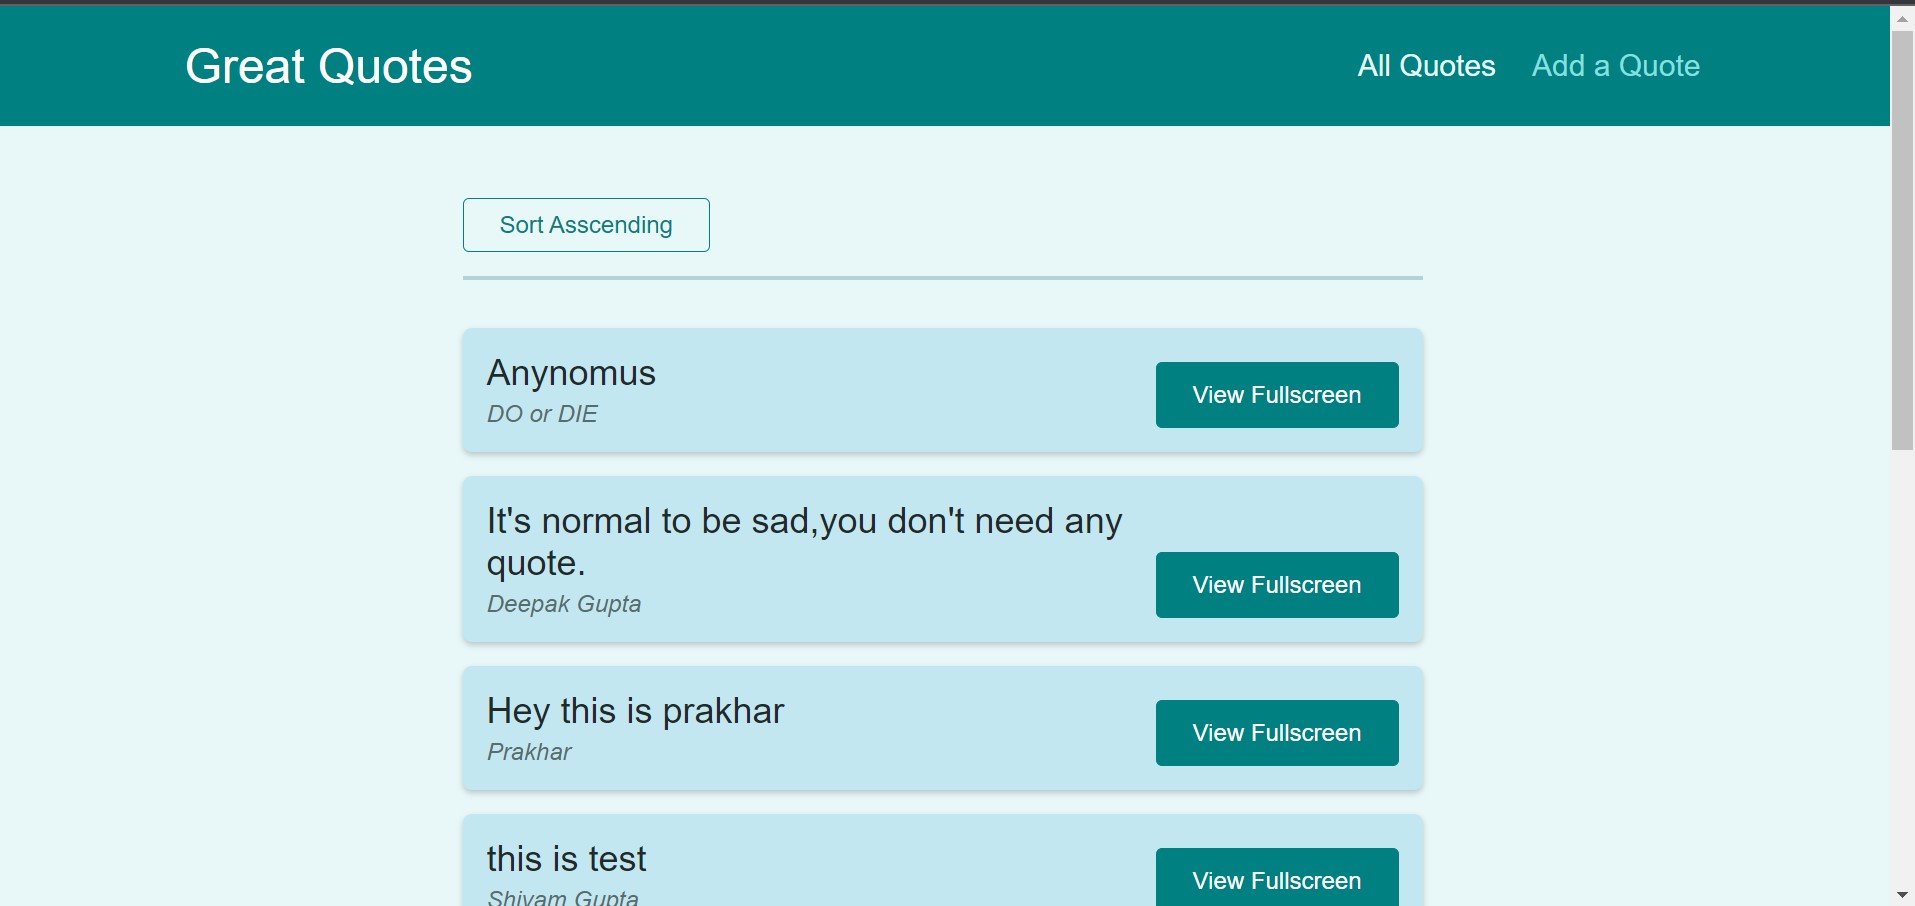 Great Quotes
All Quotes
Add a Quote
Sort Asscending
Anynomus
DO or DIE
View Fullscreen
It's normal to be sad,you don't need any
quote.
Deepak Gupta
View Fullscreen
Hey this is prakhar
Prakhar
View Fullscreen
this is test
Shivam Gupta
View Fullscreen